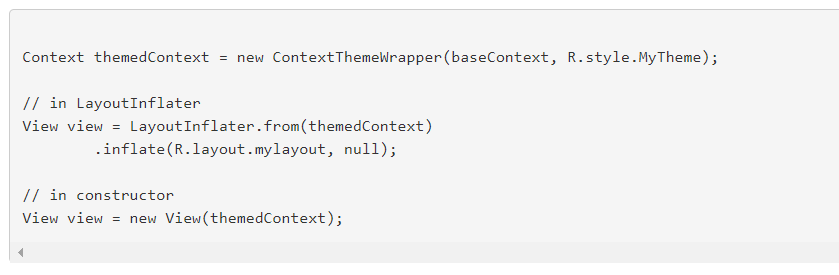 Context themedContext = new ContextThemeWrapper(baseContext, R.style.MyTheme);
// in LayoutInflater
View view = LayoutInflater.from(themedContext)
        .inflate(R.layout.mylayout, null);
// in constructor
View view = new View(themedContext);